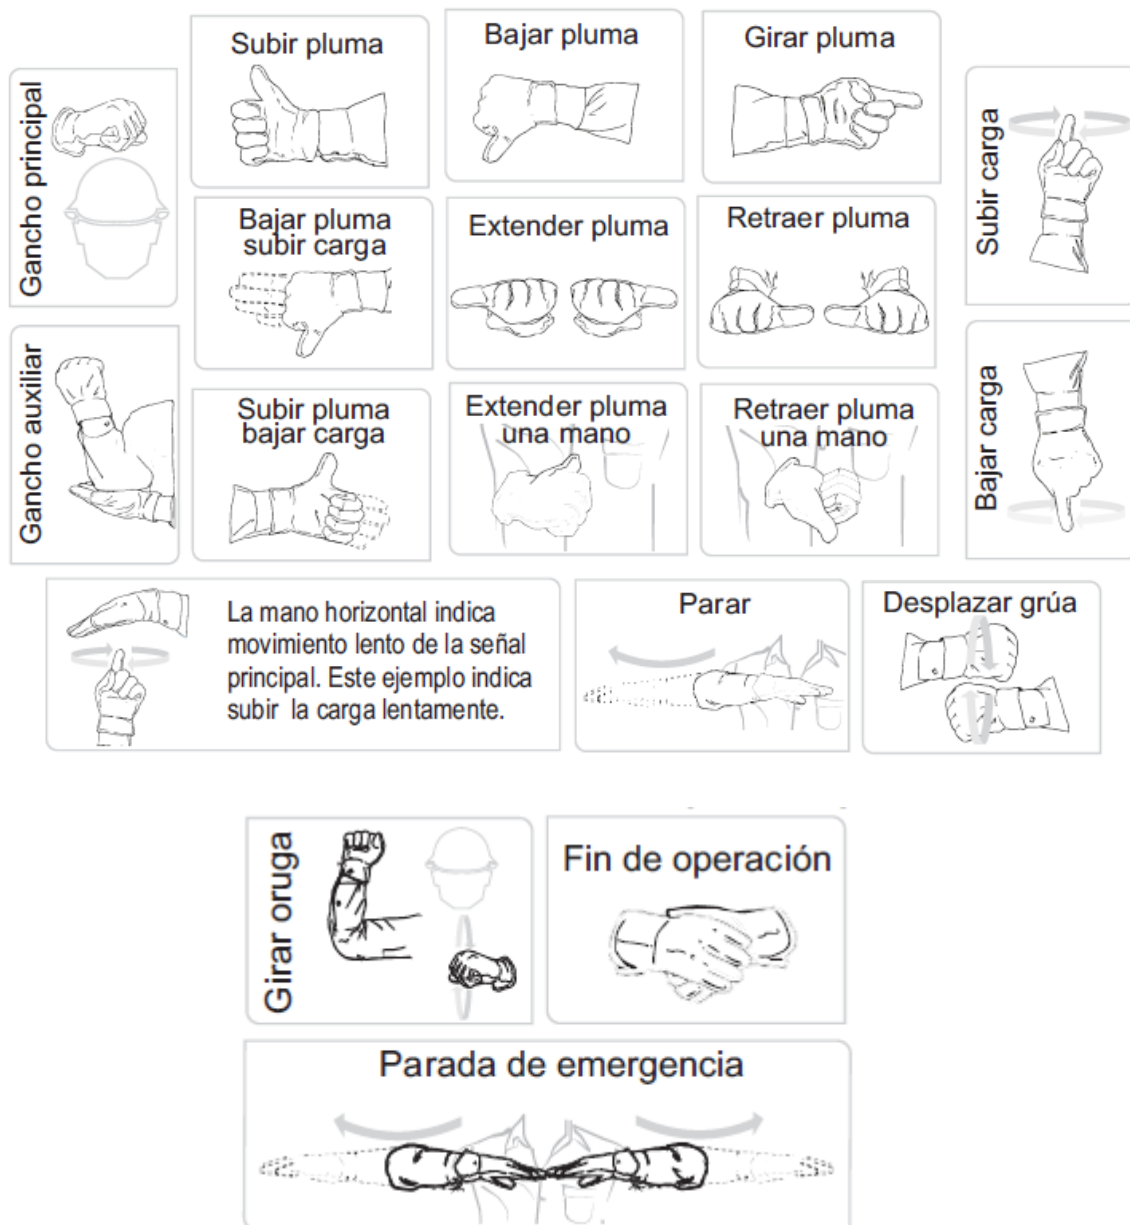 Subir pluma
Bajar pluma
Girar pluma
Gancho principal
Subir carga
Bajar pluma
subir carga
Extender pluma
Retraer pluma
Gancho auxiliar
Subir pluma
bajar carga
Extender pluma
una mano
Retraer pluma
una mano
Bajar carga
La mano horizontal indica
movimiento lento de la señal
principal. Este ejemplo indica
subir la carga lentamente.
Parar
Desplazar grúa
Girar oruga
Fin de operación
Parada de emergencia